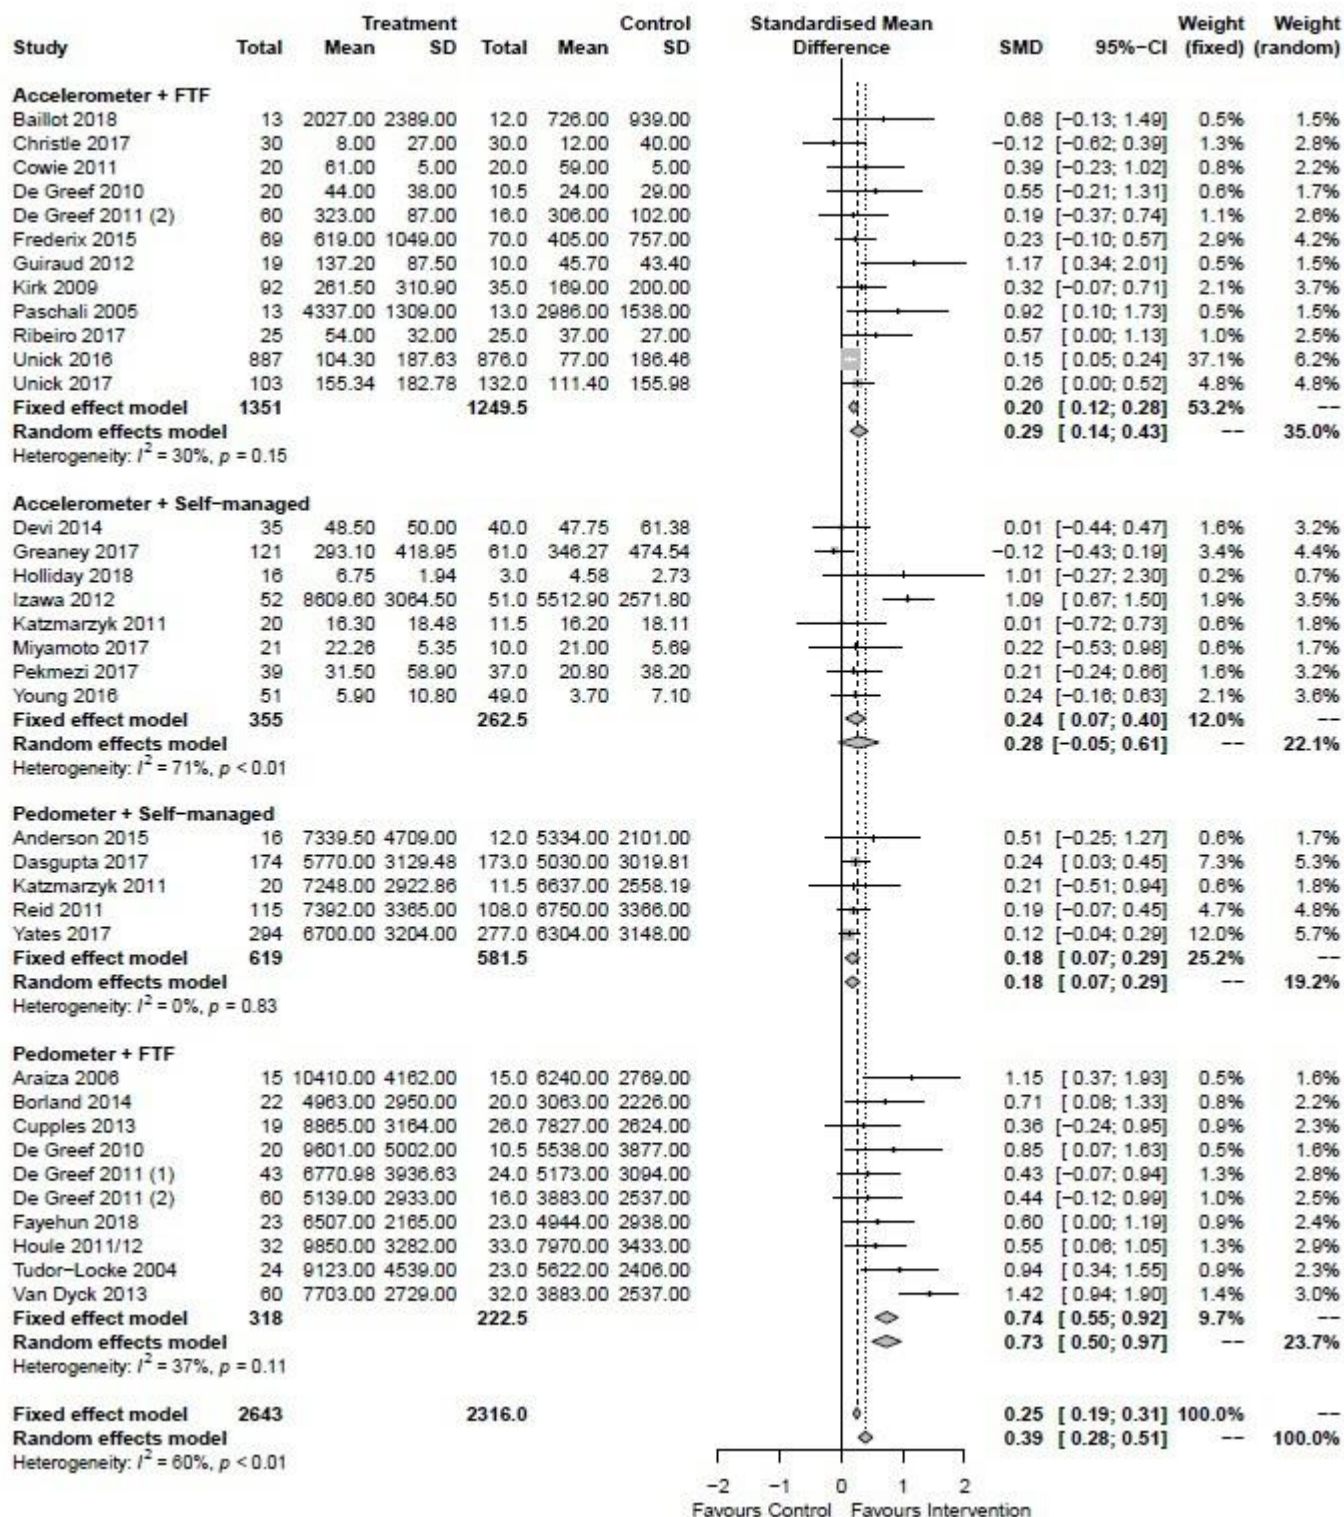 Treatment Control Standardised Mean Weight Weight
Study Total Mean SD Total Mean SD Difference SMD 95%−CI (fixed) (random)
Accelerometer + FTF
Baillot 2018 13 2027.00 2389.00 12.0 726.00 939.00 0.68 [−0.13; 1.49] 0.5% 1.5%
Christle 2017 30 8.00 27.00 30.0 12.00 40.00 −0.12 [−0.62; 0.39] 1.3% 2.8%
Cowie 2011 20 61.00 5.00 20.0 59.00 5.00 0.39 [−0.23; 1.02] 0.8% 2.2%
De Greef 2010 20 44.00 38.00 10.5 24.00 29.00 0.55 [−0.21; 1.31] 0.6% 1.7%
De Greef 2011 (2) 60 323.00 87.00 16.0 306.00 102.00 0.19 [−0.37; 0.74] 1.1% 2.6%
Frederix 2015 69 619.00 1049.00 70.0 405.00 757.00 0.23 [−0.10; 0.57] 2.9% 4.2%
Guiraud 2012 19 137.20 87.50 10.0 45.70 43.40 1.17 [ 0.34; 2.01] 0.5% 1.5%
Kirk 2009 92 261.50 310.90 35.0 169.00 200.00 0.32 [−0.07; 0.71] 2.1% 3.7%
Paschali 2005 13 4337.00 1309.00 13.0 2986.00 1538.00 0.92 [ 0.10; 1.73] 0.5% 1.5%
Ribeiro 2017 25 54.00 32.00 25.0 37.00 27.00 0.57 [ 0.00; 1.13] 1.0% 2.5%
Unick 2016 887 104.30 187.63 876.0 77.00 186.46 0.15 [ 0.05; 0.24] 37.1% 6.2%
Unick 2017 103 155.34 182.78 132.0 111.40 155.98 0.26 [ 0.00; 0.52] 4.8% 4.8%
Fixed effect model 1351 1249.5 0.20 [ 0.12; 0.28] 53.2% −−
Random effects model 0.29 [ 0.14; 0.43] −− 35.0%
Heterogeneity: I² = 30%, p = 0.15
Accelerometer + Self−managed
Devi 2014 35 48.50 50.00 40.0 47.75 61.38 0.01 [−0.44; 0.47] 1.6% 3.2%
Greaney 2017 121 293.10 418.95 61.0 346.27 474.54 −0.12 [−0.43; 0.19] 3.4% 4.4%
Holliday 2018 16 6.75 1.94 3.0 4.58 2.73 1.01 [−0.27; 2.30] 0.2% 0.7%
Izawa 2012 52 8609.60 3064.50 51.0 5512.90 2571.80 1.09 [ 0.67; 1.50] 1.9% 3.5%
Katzmarzyk 2011 20 16.30 18.48 11.5 16.20 18.11 0.01 [−0.72; 0.73] 0.6% 1.8%
Miyamoto 2017 21 22.26 5.35 10.0 21.00 5.69 0.22 [−0.53; 0.98] 0.6% 1.7%
Pekmezi 2017 39 31.50 58.90 37.0 20.80 38.20 0.21 [−0.24; 0.66] 1.6% 3.2%
Young 2016 51 5.90 10.80 49.0 3.70 7.10 0.24 [−0.16; 0.63] 2.1% 3.6%
Fixed effect model 355 262.5 0.24 [ 0.07; 0.40] 12.0% −−
Random effects model 0.28 [−0.05; 0.61] −− 22.1%
Heterogeneity: I² = 71%, p < 0.01
Pedometer + Self−managed
Anderson 2015 16 7339.50 4709.00 12.0 5334.00 2101.00 0.51 [−0.25; 1.27] 0.6% 1.7%
Dasgupta 2017 174 5770.00 3129.48 173.0 5030.00 3019.81 0.24 [ 0.03; 0.45] 7.3% 5.3%
Katzmarzyk 2011 20 7248.00 2922.86 11.5 6637.00 2558.19 0.21 [−0.51; 0.94] 0.6% 1.8%
Reid 2011 115 7392.00 3365.00 108.0 6750.00 3366.00 0.19 [−0.07; 0.45] 4.7% 4.8%
Yates 2017 294 6700.00 3204.00 277.0 6304.00 3148.00 0.12 [−0.04; 0.29] 12.0% 5.7%
Fixed effect model 619 581.5 0.18 [ 0.07; 0.29] 25.2% −−
Random effects model 0.18 [ 0.07; 0.29] −− 19.2%
Heterogeneity: I² = 0%, p = 0.83
Pedometer + FTF
Araiza 2006 15 10410.00 4162.00 15.0 6240.00 2769.00 1.15 [ 0.37; 1.93] 0.5% 1.6%
Borland 2014 22 4963.00 2950.00 20.0 3063.00 2226.00 0.71 [ 0.08; 1.33] 0.8% 2.2%
Cupples 2013 19 8865.00 3164.00 26.0 7827.00 2624.00 0.36 [−0.24; 0.95] 0.9% 2.3%
De Greef 2010 20 9601.00 5002.00 10.5 5538.00 3877.00 0.85 [ 0.07; 1.63] 0.5% 1.6%
De Greef 2011 (1) 43 6770.98 3936.63 24.0 5173.00 3094.00 0.43 [−0.07; 0.94] 1.3% 2.8%
De Greef 2011 (2) 60 5139.00 2933.00 16.0 3883.00 2537.00 0.44 [−0.12; 0.99] 1.0% 2.5%
Fayehun 2018 23 6507.00 2165.00 23.0 4944.00 2938.00 0.60 [ 0.00; 1.19] 0.9% 2.4%
Houle 2011/12 32 9850.00 3282.00 33.0 7970.00 3433.00 0.55 [ 0.06; 1.05] 1.3% 2.9%
Tudor−Locke 2004 24 9123.00 4539.00 23.0 5622.00 2406.00 0.94 [ 0.34; 1.55] 0.9% 2.3%
Van Dyck 2013 60 7703.00 2729.00 32.0 3883.00 2537.00 1.42 [ 0.94; 1.90] 1.4% 3.0%
Fixed effect model 318 222.5 0.74 [ 0.55; 0.92] 9.7% −−
Random effects model 0.73 [ 0.50; 0.97] −− 23.7%
Heterogeneity: I² = 37%, p = 0.11
Fixed effect model 2643 2316.0 0.25 [ 0.19; 0.31] 100.0% −−
Random effects model 0.39 [ 0.28; 0.51] −− 100.0%
Heterogeneity: I² = 60%, p < 0.01
−2 −1 0 1 2
Favours Control Favours Intervention